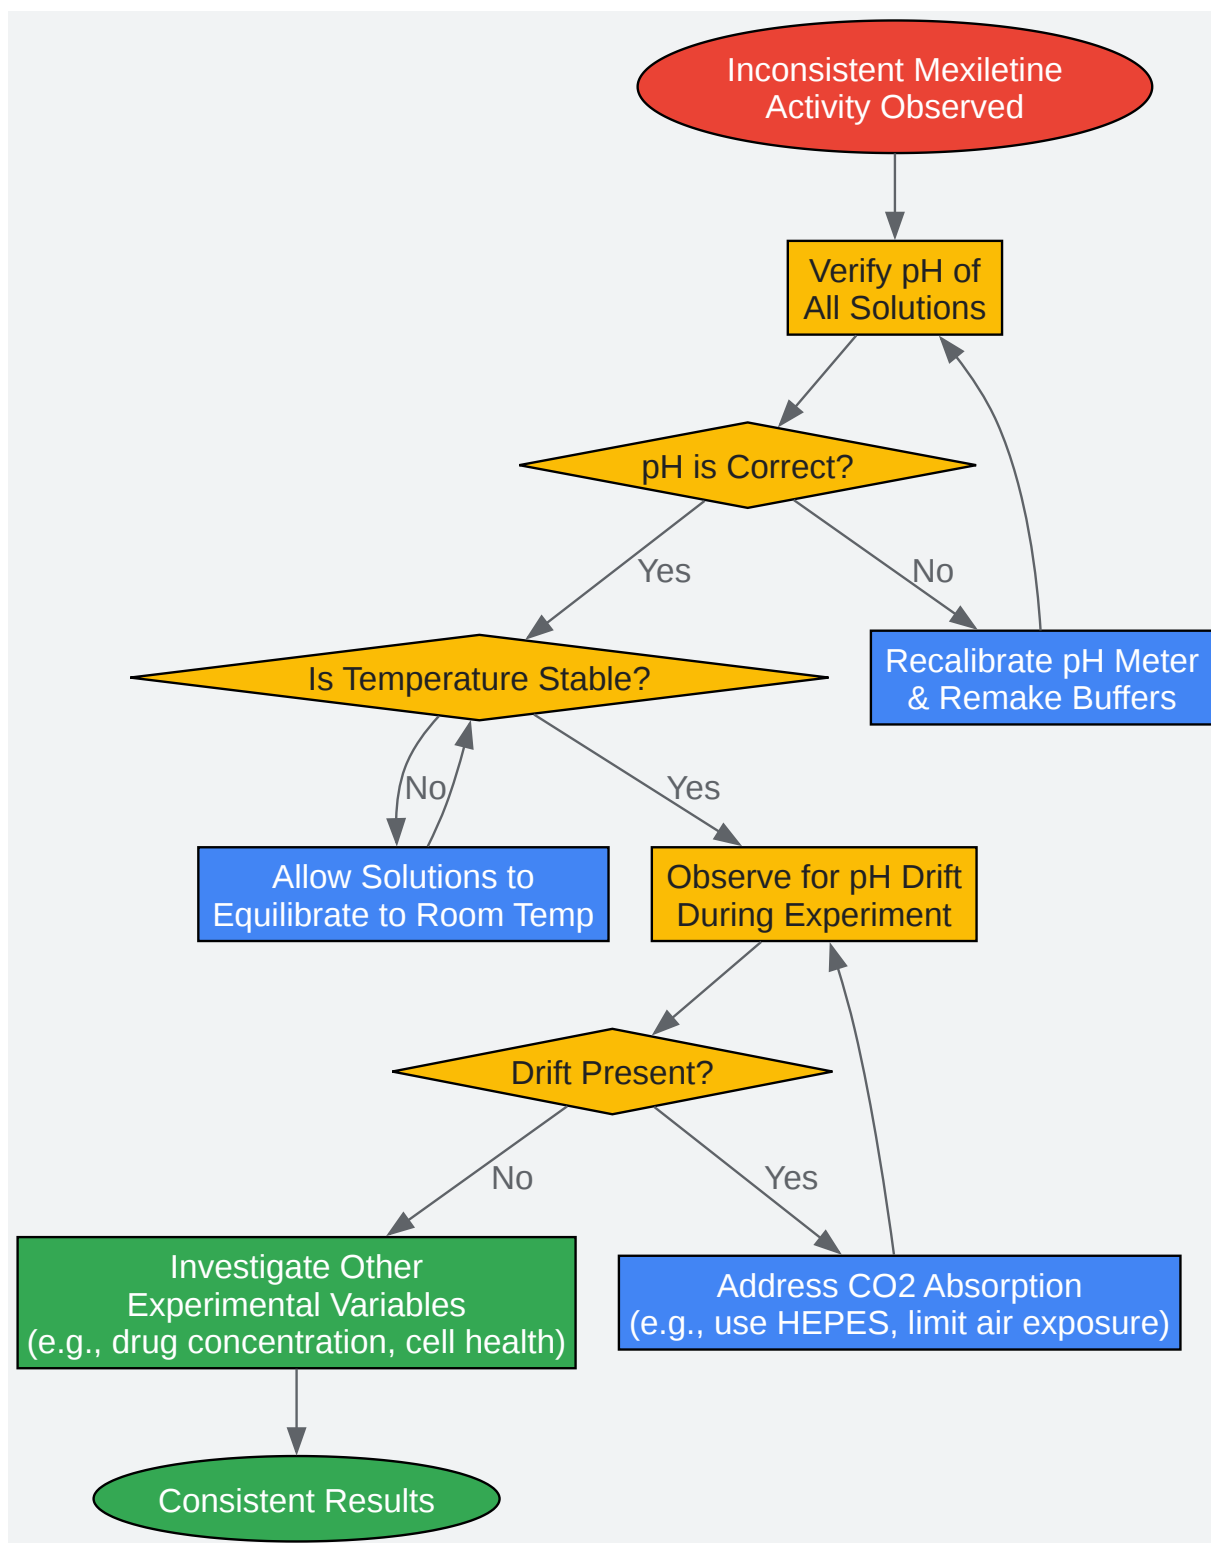 Inconsistent Mexiletine
Activity Observed
Verify pH of
All Solutions
pH is Correct?
Yes
No
Recalibrate pH Meter
& Remake Buffers
Is Temperature Stable?
No
Yes
Allow Solutions to
Equilibrate to Room Temp
Observe for pH Drift
During Experiment
Drift Present?
No
Yes
Investigate Other
Experimental Variables
(e.g., drug concentration, cell health)
Address CO2 Absorption
(e.g., use HEPES, limit air exposure)
Consistent Results